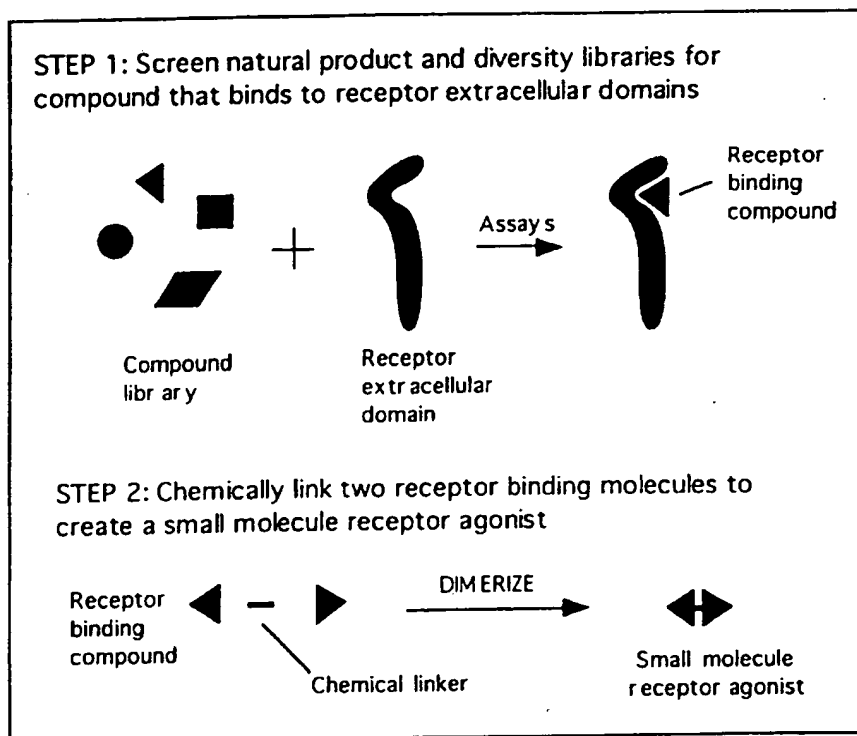 STEP 1: Screen natural product and diversity libraries for
compound that binds to receptor extracellular domains
Receptor
binding
compound
Assays
Compound
library
Receptor
extracellular
domain
STEP 2: Chemically link two receptor binding molecules to
create a small molecule receptor agonist
Receptor
binding
compound
DIMERIZE
Chemical linker
Small molecule
receptor agonist